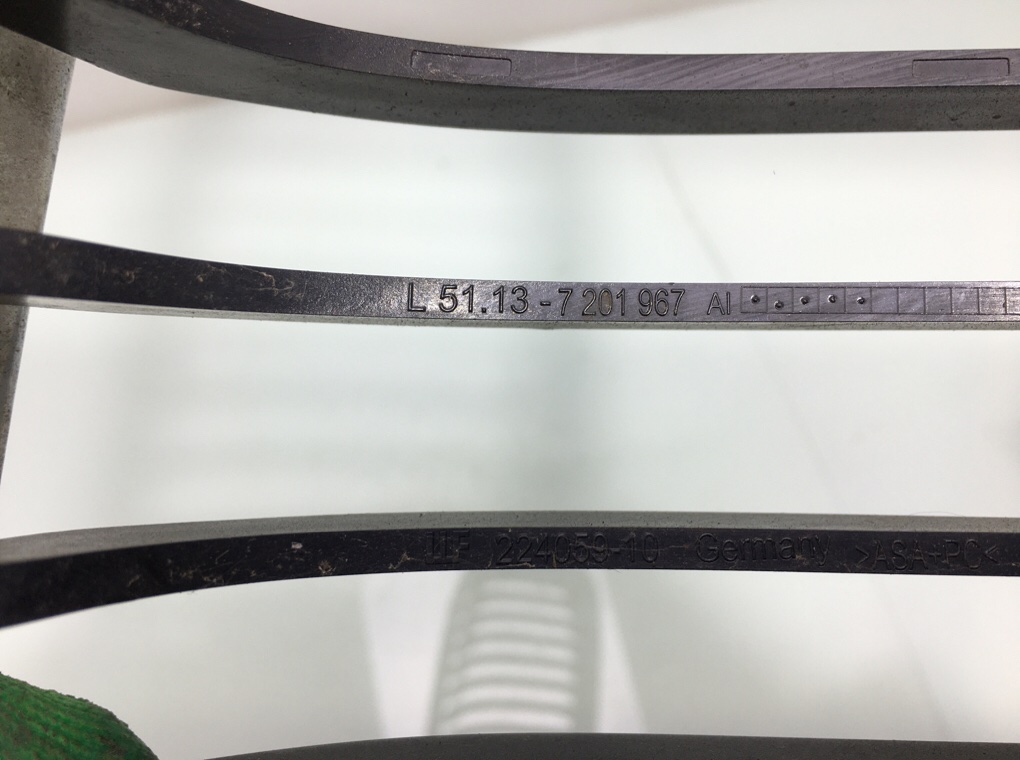 L 51.13-7 201 967 AI
224059-10 Germany >ASA+PC<